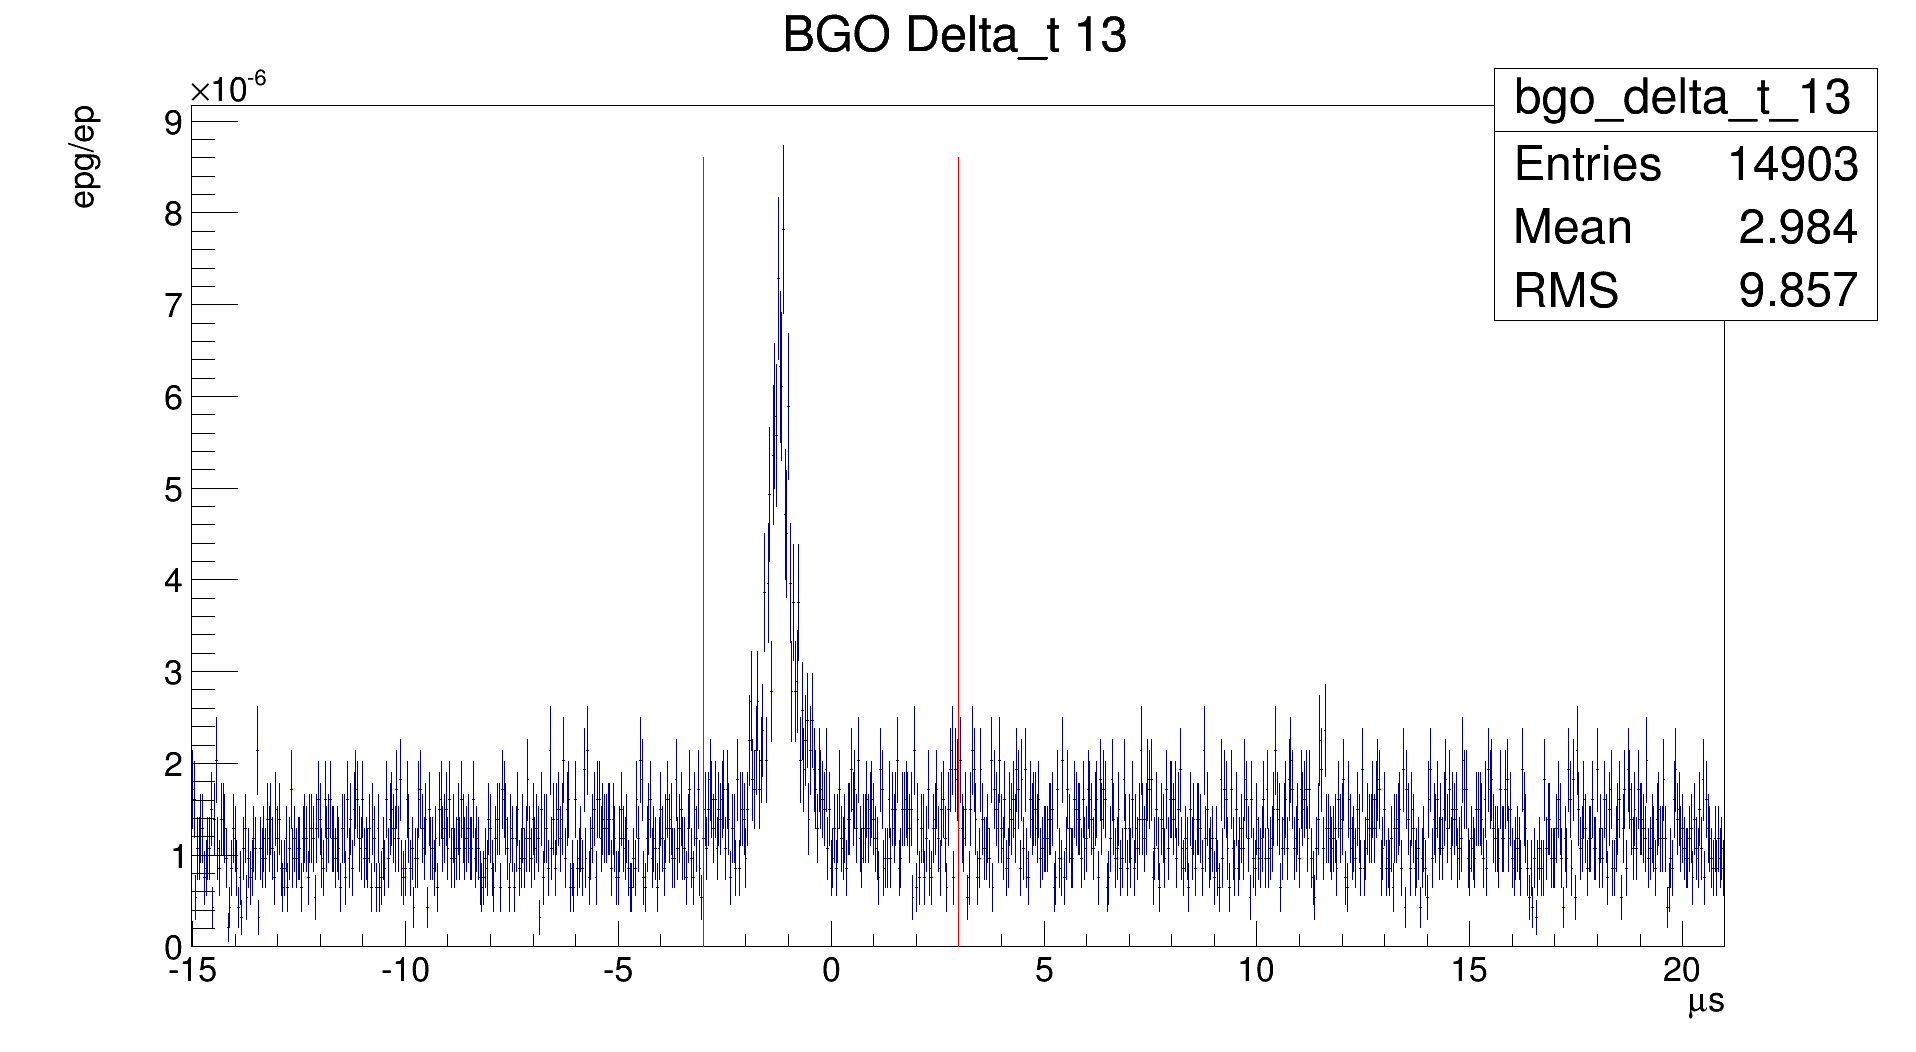 BGO Delta_t 13
×10-6
epg/ep
bgo_delta_t_13
Entries 14903
Mean 2.984
RMS 9.857
9
8
7
6
5
4
3
2
1
0
-15 -10 -5 0 5 10 15 20
μs